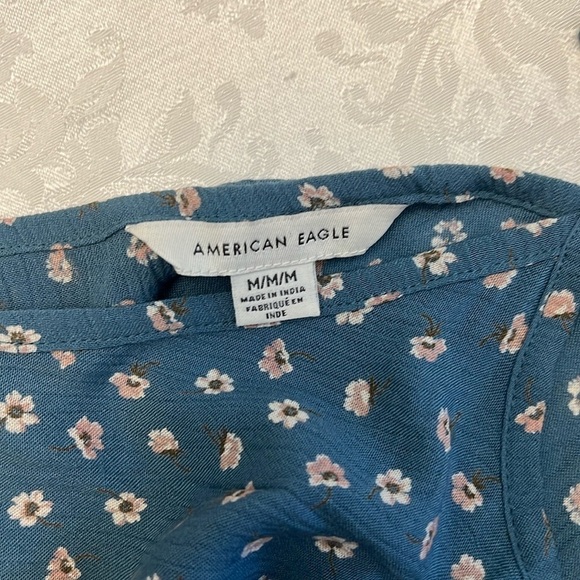 AMERICAN EAGLE
M/M/M
MADE IN INDIA
FABRIQUÉ EN
INDE